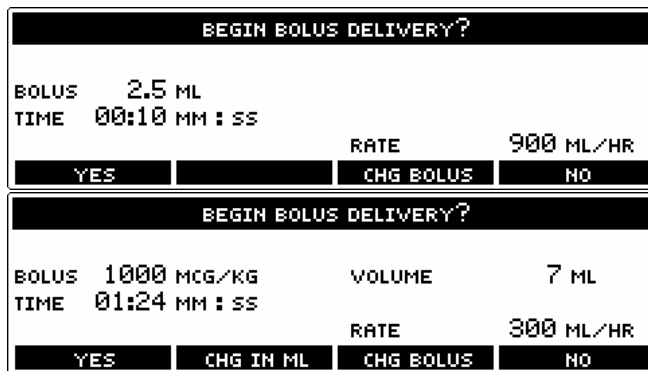 BEGIN BOLUS DELIVERY?
BOLUS 2.5 ML
TIME 00:10 MM : SS
RATE 900 ML/HR
YES CHG BOLUS NO
BEGIN BOLUS DELIVERY?
BOLUS 1000 MCG/KG VOLUME 7 ML
TIME 01:24 MM : SS
RATE 300 ML/HR
YES CHG IN ML CHG BOLUS NO